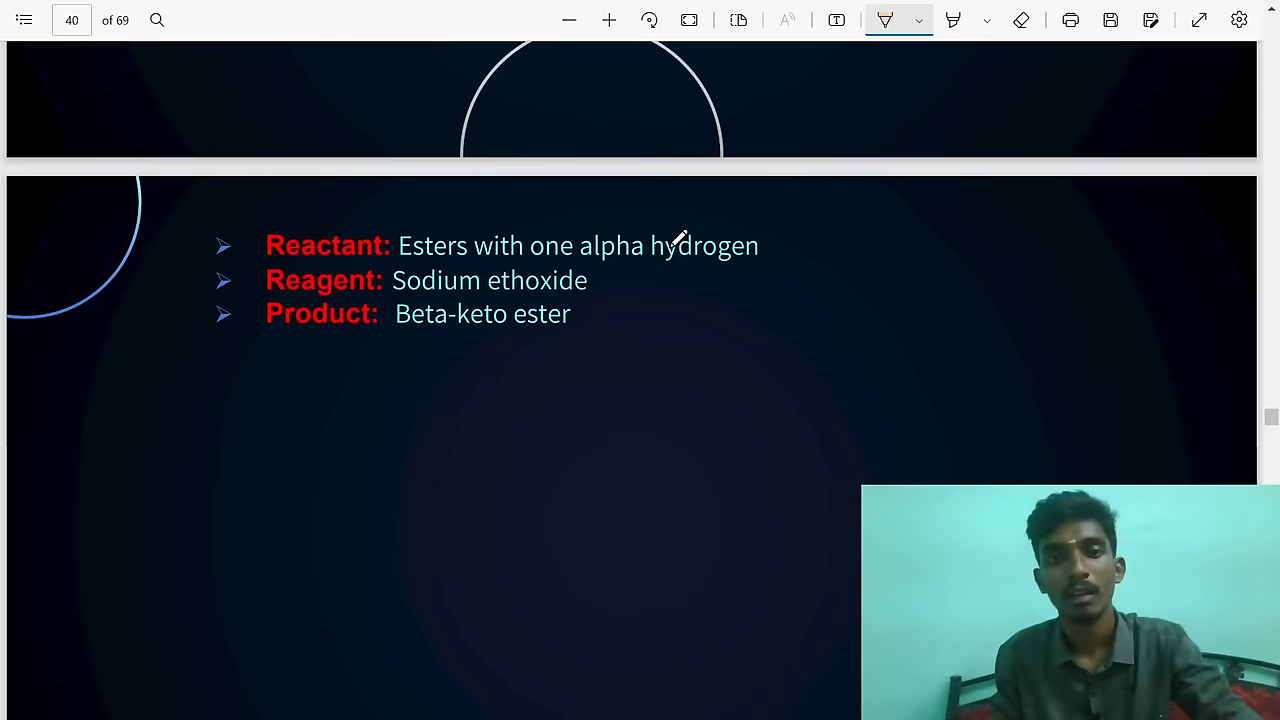 40 of 69
Reactant: Esters with one alpha hydrogen
Reagent: Sodium ethoxide
Product: Beta-keto ester